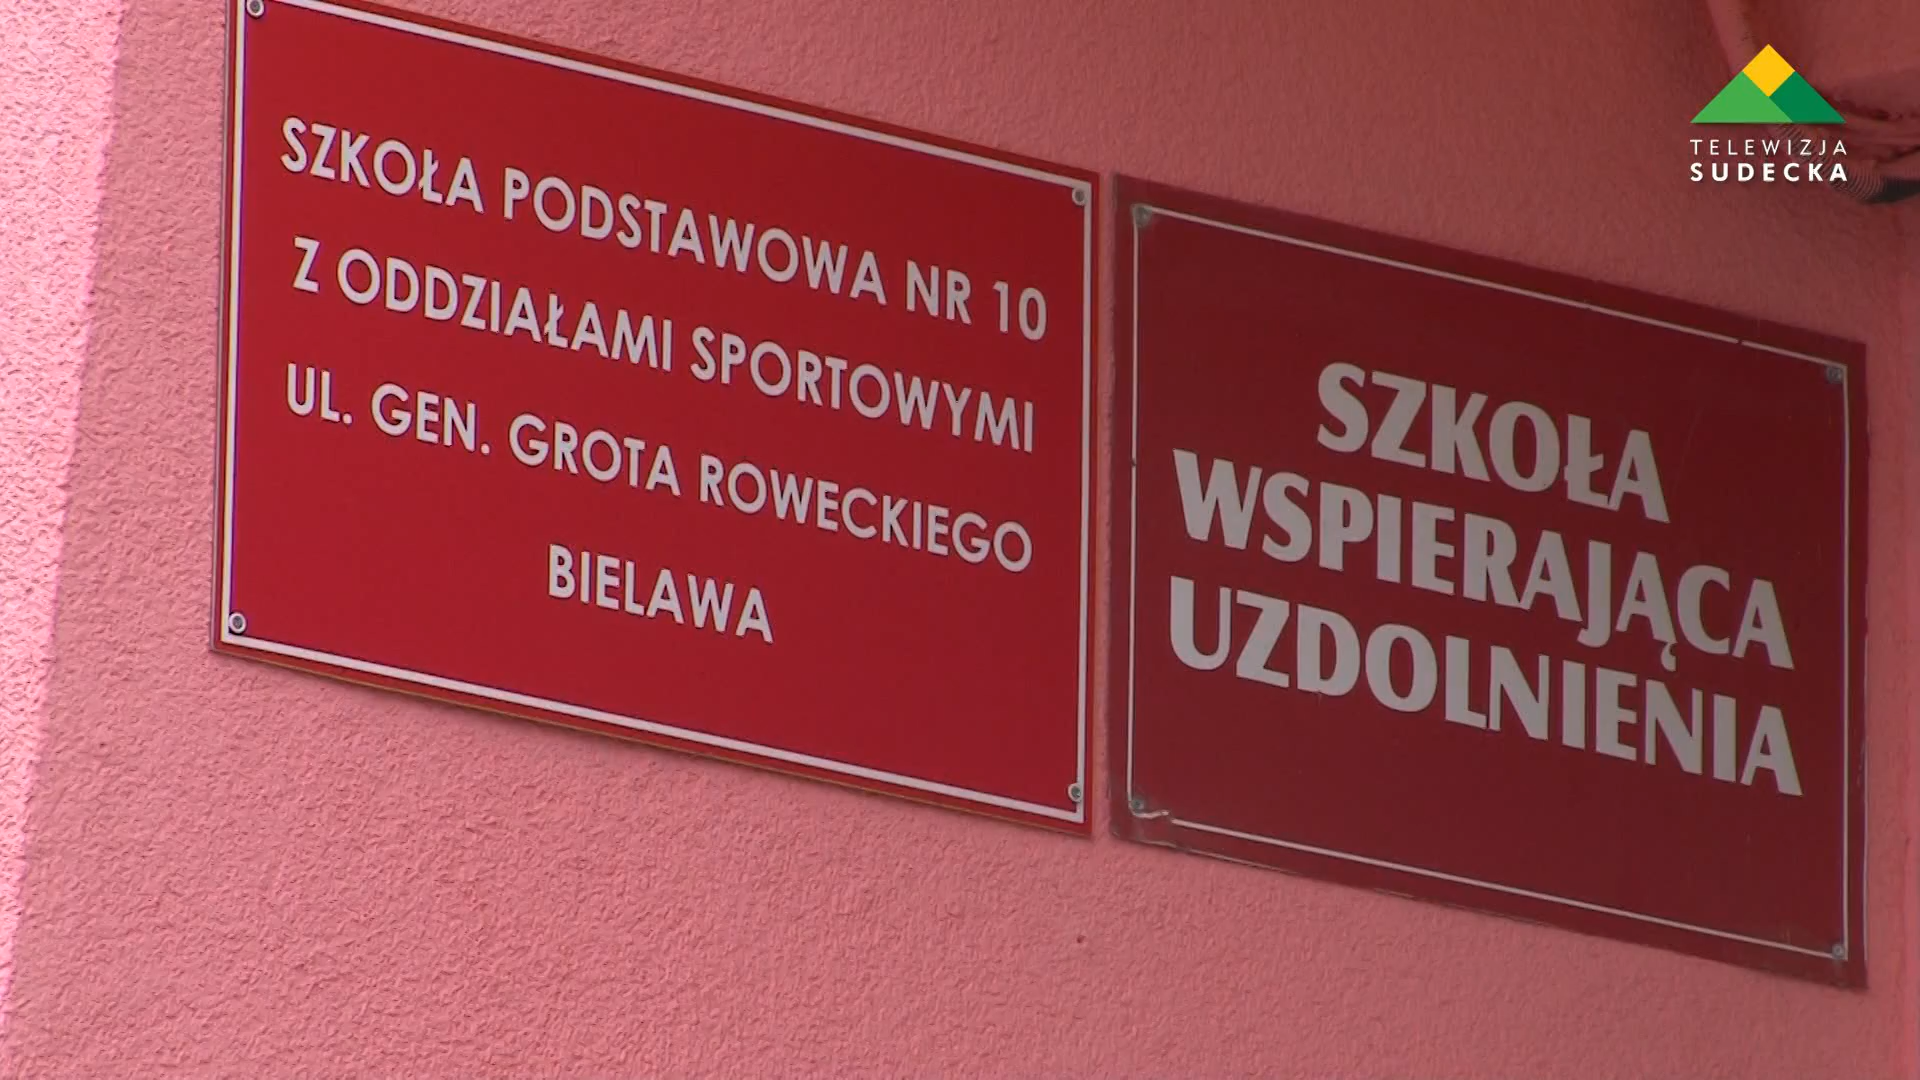 SZKOŁA PODSTAWOWA NR 10
Z ODDZIAŁAMI SPORTOWYMI
UL. GEN. GROTA ROWECKIEGO
BIELAWA
SZKOŁA
WSPIERAJĄCA
UZDOLNIENIA
TELEWIZJA
SUDECKA